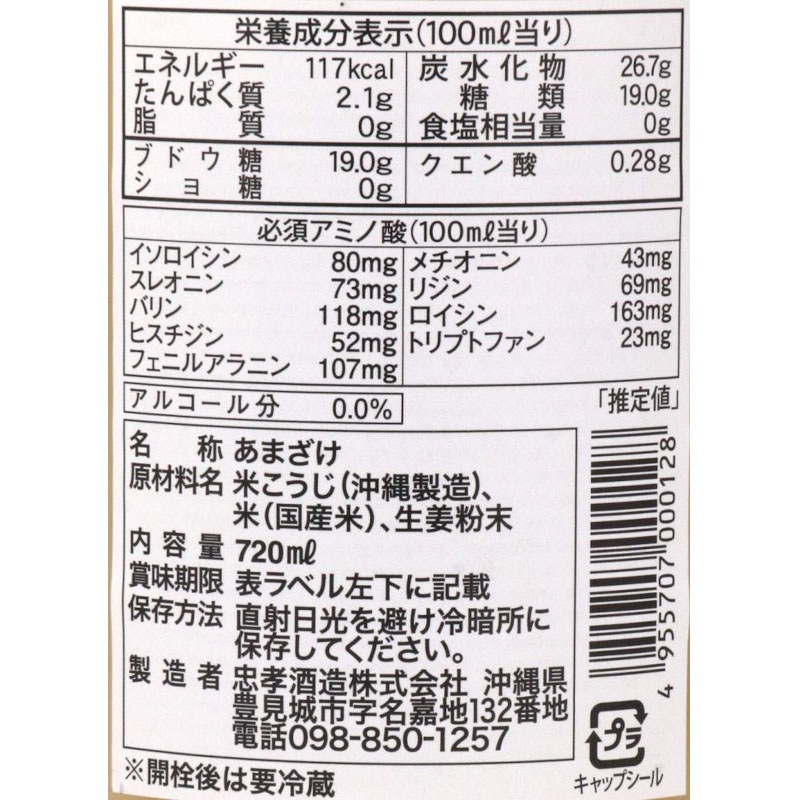 栄養成分表示(100mℓ当り)
エネルギー 117kcal 炭水化物 26.7g
たんぱく質 2.1g 糖類 19.0g
脂質 0g 食塩相当量 0g
ブドウ糖 19.0g クエン酸 0.28g
ショ糖 0g
必須アミノ酸(100mℓ当り)
イソロイシン 80mg メチオニン 43mg
スレオニン 73mg リジン 69mg
バリン 118mg ロイシン 163mg
ヒスチジン 52mg トリプトファン 23mg
フェニルアラニン 107mg
アルコール分 0.0%
「推定値」
名称 あまざけ
原材料名 米こうじ(沖縄製造)、
米(国産米)、生姜粉末
内容量 720mℓ
賞味期限 表ラベル左下に記載
保存方法 直射日光を避け冷暗所に
保存してください。
製造者 忠孝酒造株式会社 沖縄県
豊見城市字名嘉地132番地
電話098-850-1257
※開栓後は要冷蔵
4 955707 000128
プラ
キャップシール